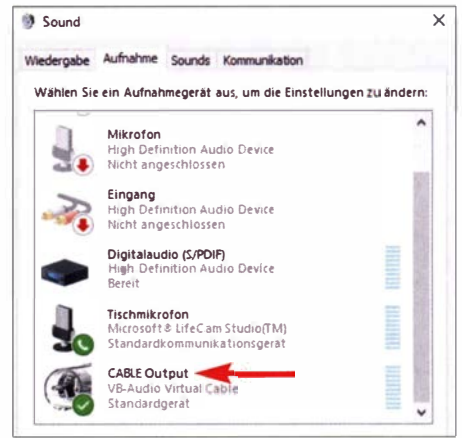 Sound
Wiedergabe Aufnahme Sounds Kommunikation
Wählen Sie ein Aufnahmegerät aus, um die Einstellungen zu ändern:
Mikrofon
High Definition Audio Device
Nicht angeschlossen
Eingang
High Definition Audio Device
Nicht angeschlossen
Digitalaudio (S/PDIF)
High Definition Audio Device
Bereit
Tischmikrofon
Microsoft® LifeCam Studio(TM)
Standardkommunikationsgerät
CABLE Output
VB-Audio Virtual Cable
Standardgerät